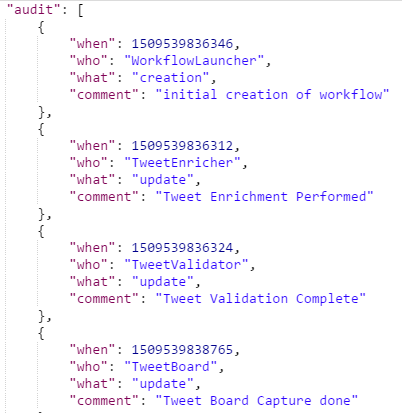 "audit": [
{
"when": 1509539836346,
"who": "WorkflowLauncher",
"what": "creation",
"comment": "initial creation of workflow"
},
{
"when": 1509539836312,
"who": "TweetEnricher",
"what": "update",
"comment": "Tweet Enrichment Performed"
},
{
"when": 1509539836324,
"who": "TweetValidator",
"what": "update",
"comment": "Tweet Validation Complete"
},
{
"when": 1509539838765,
"who": "TweetBoard",
"what": "update",
"comment": "Tweet Board Capture done"